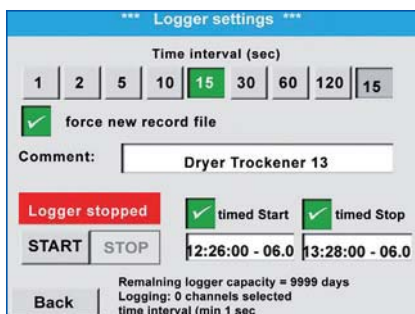 *** Logger settings ***
Time interval (sec)
1 2 5 10 15 30 60 120 15
force new record file
Comment: Dryer Trockener 13
Logger stopped timed Start timed Stop
START STOP 12:26:00 - 06.0 13:28:00 - 06.0
Remaining logger capacity = 9999 days
Logging: 0 channels selected
Back time interval (min 1 sec